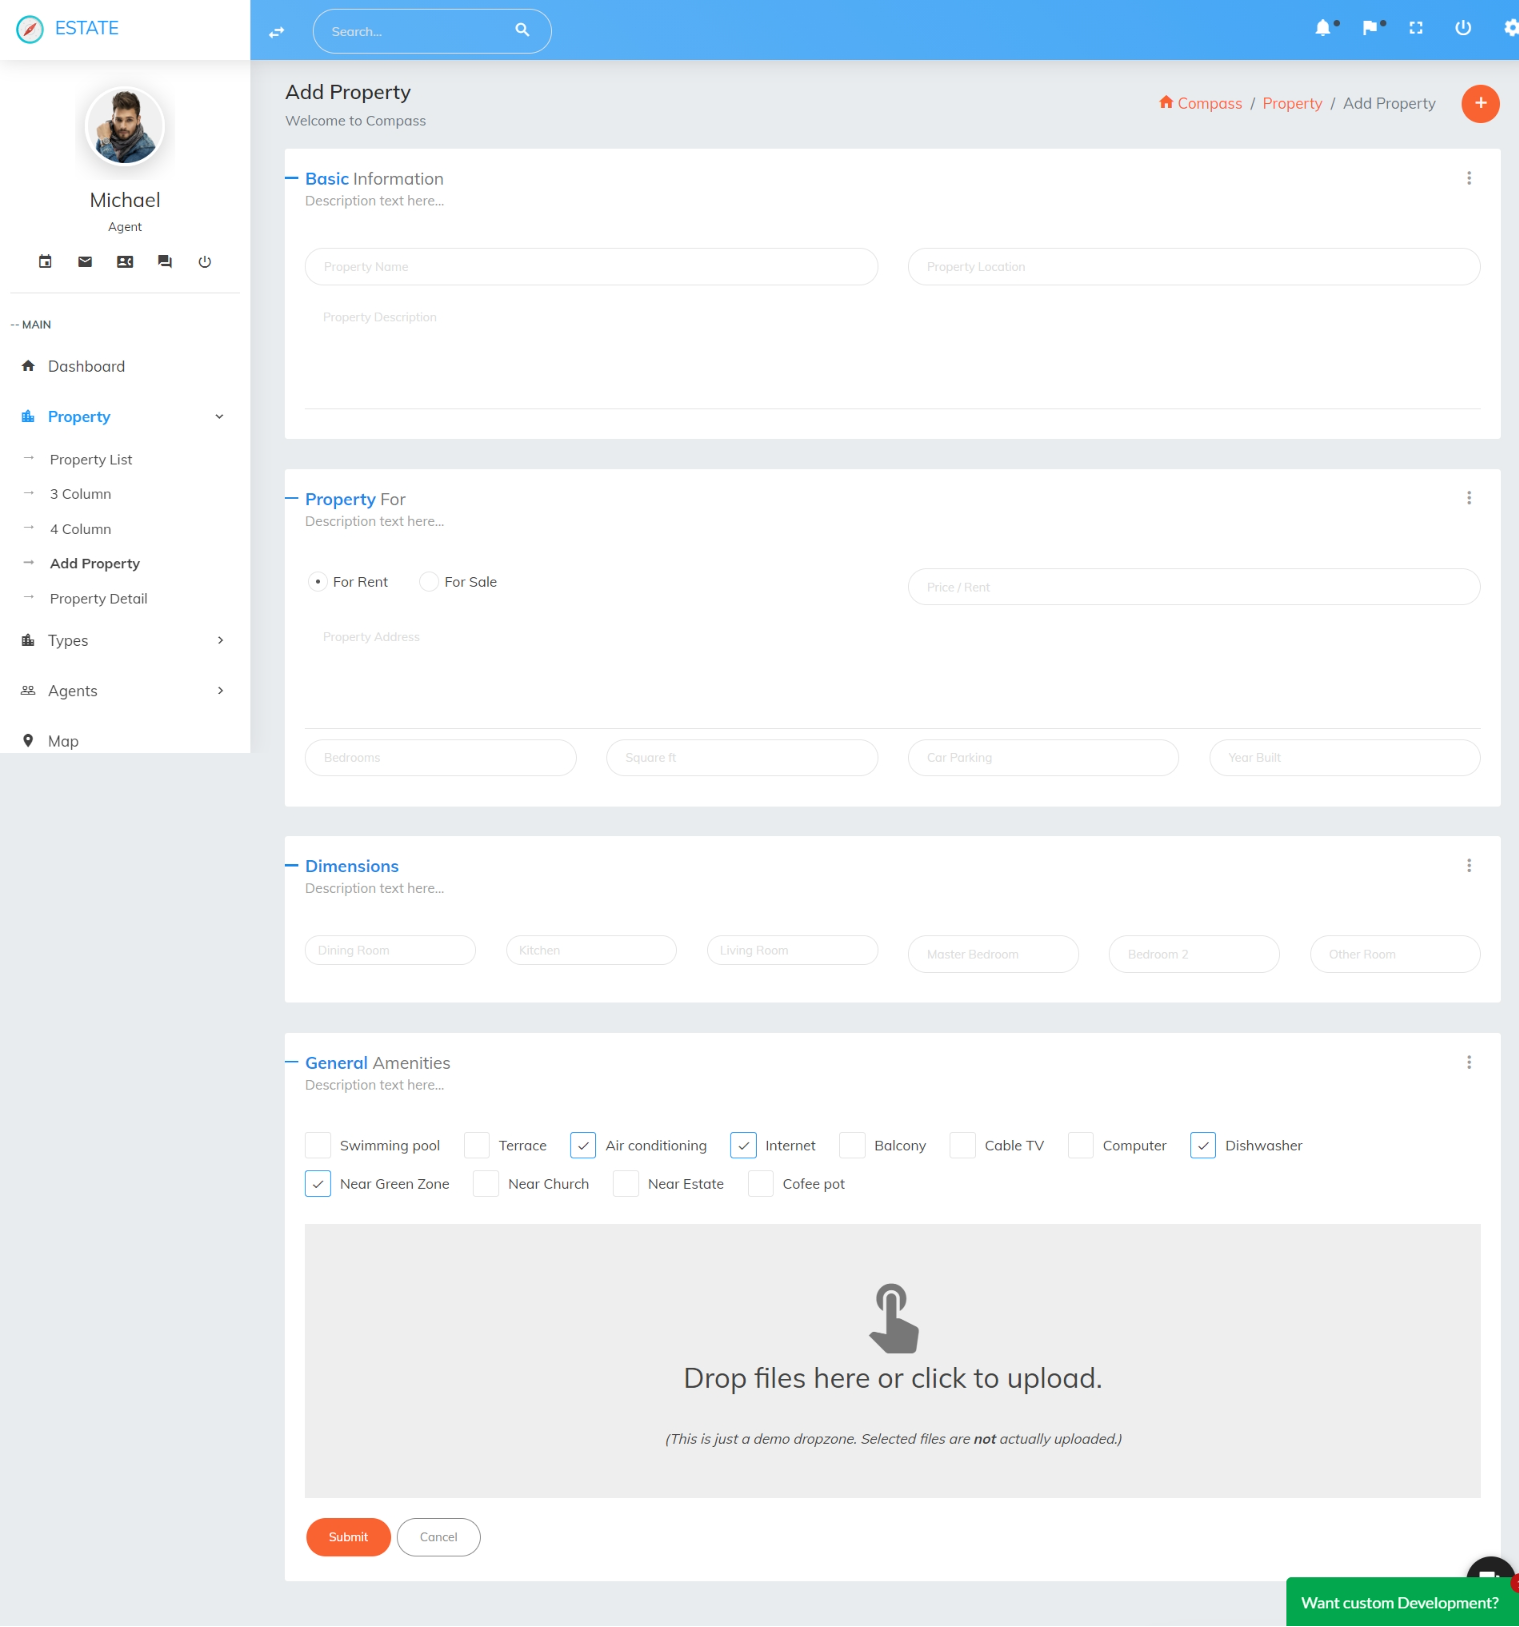 ESTATE
Search...
Michael
Agent
-- MAIN
Dashboard
Property
Property List
3 Column
4 Column
Add Property
Property Detail
Types
Agents
Map
Add Property
Welcome to Compass
Compass / Property / Add Property
Basic Information
Description text here...
Property Name
Property Location
Property Description
Property For
Description text here...
For Rent
For Sale
Price / Rent
Property Address
Bedrooms
Square ft
Car Parking
Year Built
Dimensions
Description text here...
Dining Room
Kitchen
Living Room
Master Bedroom
Bedroom 2
Other Room
General Amenities
Description text here...
Swimming pool Terrace Air conditioning Internet Balcony Cable TV Computer Dishwasher
Near Green Zone Near Church Near Estate Cofee pot
Drop files here or click to upload.
(This is just a demo dropzone. Selected files are not actually uploaded.)
Submit
Cancel
Want custom Development?